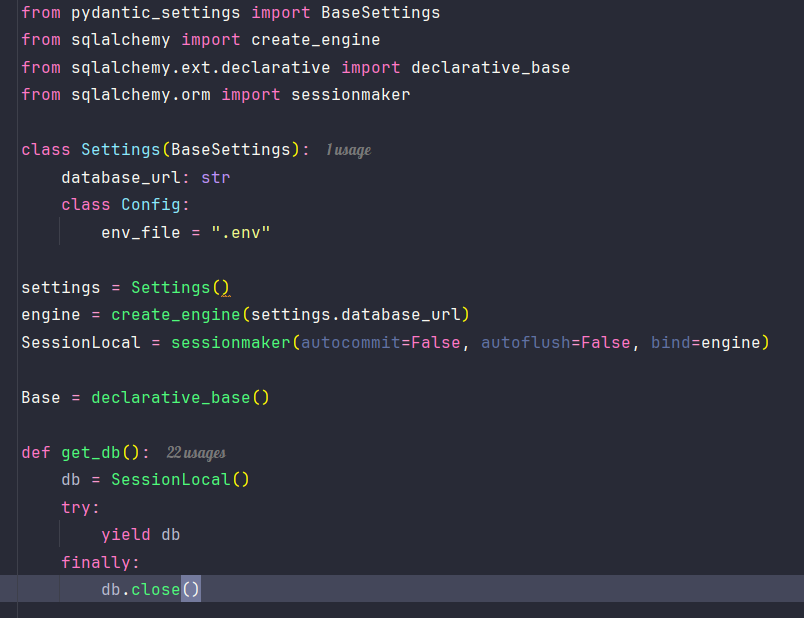 from pydantic_settings import BaseSettings
from sqlalchemy import create_engine
from sqlalchemy.ext.declarative import declarative_base
from sqlalchemy.orm import sessionmaker

class Settings(BaseSettings): 1 usage
    database_url: str
    class Config:
        env_file = ".env"

settings = Settings()
engine = create_engine(settings.database_url)
SessionLocal = sessionmaker(autocommit=False, autoflush=False, bind=engine)

Base = declarative_base()

def get_db(): 22 usages
    db = SessionLocal()
    try:
        yield db
    finally:
        db.close()